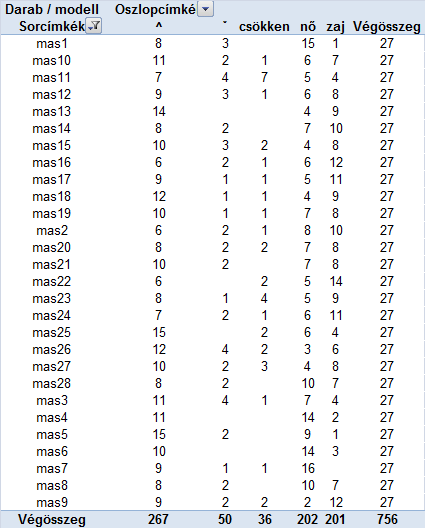 Darab / modell Oszlopcímké
Sorcímkék ^ ˇ csökken nő zaj Végösszeg
mas1 8 3 15 1 27
mas10 11 2 1 6 7 27
mas11 7 4 7 5 4 27
mas12 9 3 1 6 8 27
mas13 14 4 9 27
mas14 8 2 7 10 27
mas15 10 3 2 4 8 27
mas16 6 2 1 6 12 27
mas17 9 1 1 5 11 27
mas18 12 1 1 4 9 27
mas19 10 1 1 7 8 27
mas2 6 2 1 8 10 27
mas20 8 2 2 7 8 27
mas21 10 2 7 8 27
mas22 6 2 5 14 27
mas23 8 1 4 5 9 27
mas24 7 2 1 6 11 27
mas25 15 2 6 4 27
mas26 12 4 2 3 6 27
mas27 10 2 3 4 8 27
mas28 8 2 10 7 27
mas3 11 4 1 7 4 27
mas4 11 14 2 27
mas5 15 2 9 1 27
mas6 10 14 3 27
mas7 9 1 1 16 27
mas8 8 2 10 7 27
mas9 9 2 2 2 12 27
Végösszeg 267 50 36 202 201 756